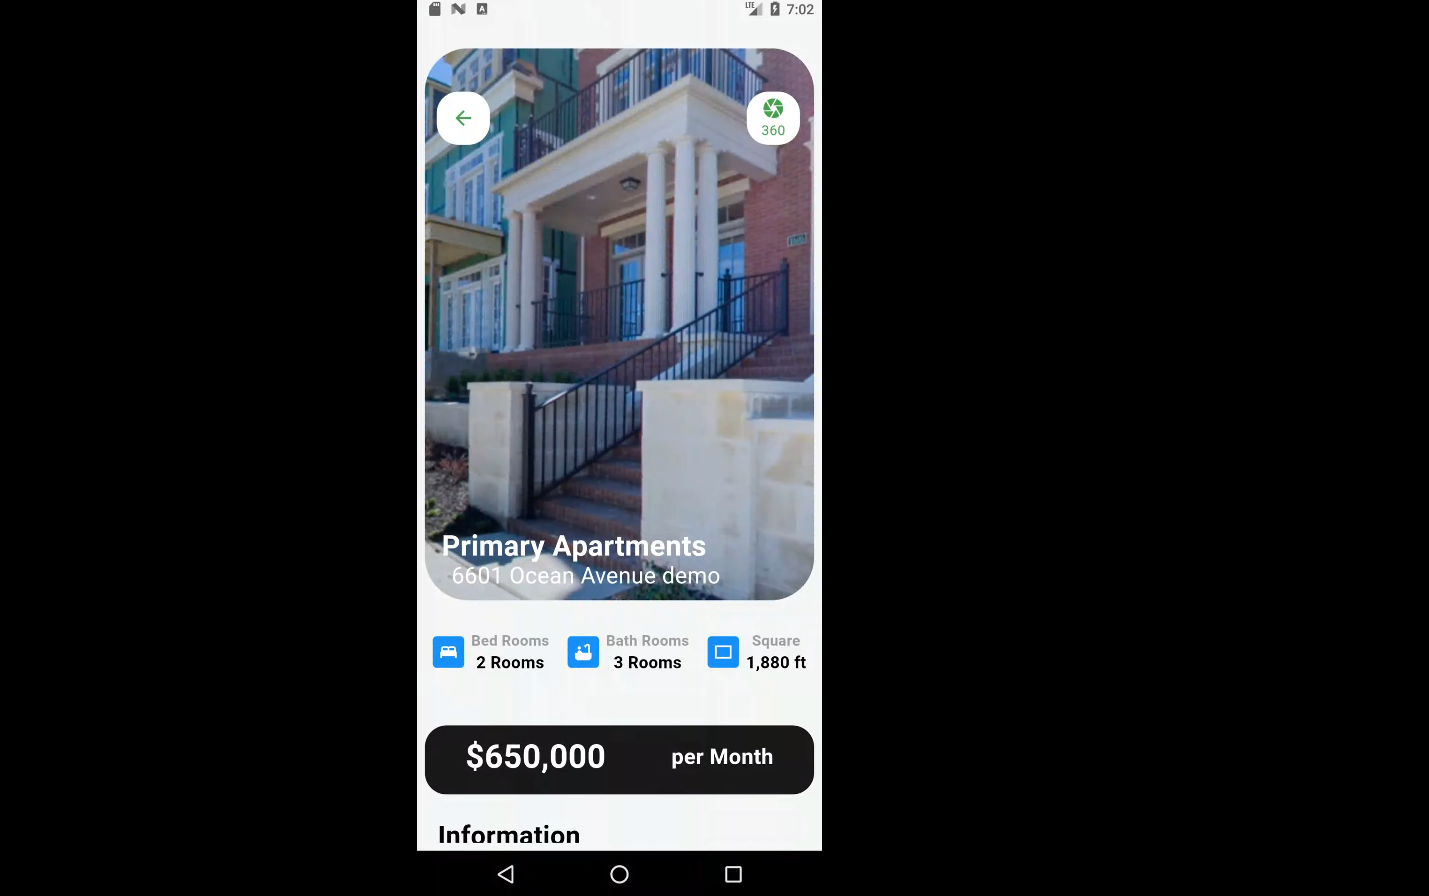 LTE 7:02
360
Primary Apartments
6601 Ocean Avenue demo
Bed Rooms Bath Rooms Square
2 Rooms 3 Rooms 1,880 ft
$650,000 per Month
Information